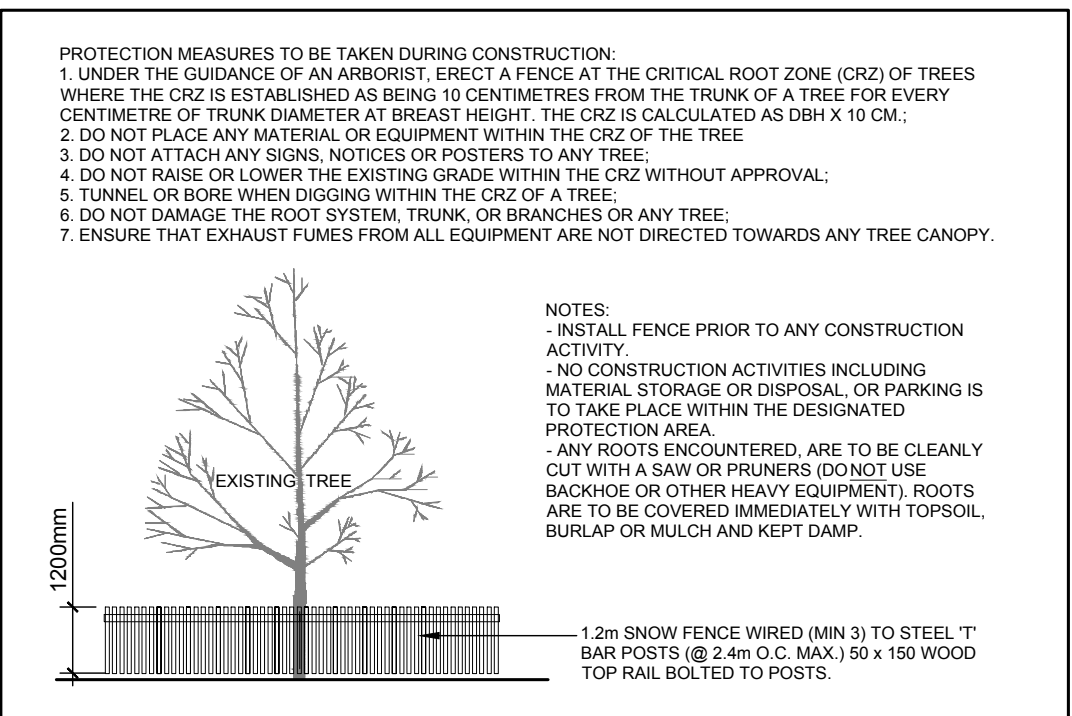 PROTECTION MEASURES TO BE TAKEN DURING CONSTRUCTION:
1. UNDER THE GUIDANCE OF AN ARBORIST, ERECT A FENCE AT THE CRITICAL ROOT ZONE (CRZ) OF TREES
WHERE THE CRZ IS ESTABLISHED AS BEING 10 CENTIMETRES FROM THE TRUNK OF A TREE FOR EVERY
CENTIMETRE OF TRUNK DIAMETER AT BREAST HEIGHT. THE CRZ IS CALCULATED AS DBH X 10 CM.;
2. DO NOT PLACE ANY MATERIAL OR EQUIPMENT WITHIN THE CRZ OF THE TREE
3. DO NOT ATTACH ANY SIGNS, NOTICES OR POSTERS TO ANY TREE;
4. DO NOT RAISE OR LOWER THE EXISTING GRADE WITHIN THE CRZ WITHOUT APPROVAL;
5. TUNNEL OR BORE WHEN DIGGING WITHIN THE CRZ OF A TREE;
6. DO NOT DAMAGE THE ROOT SYSTEM, TRUNK, OR BRANCHES OR ANY TREE;
7. ENSURE THAT EXHAUST FUMES FROM ALL EQUIPMENT ARE NOT DIRECTED TOWARDS ANY TREE CANOPY.
NOTES:
- INSTALL FENCE PRIOR TO ANY CONSTRUCTION
ACTIVITY.
- NO CONSTRUCTION ACTIVITIES INCLUDING
MATERIAL STORAGE OR DISPOSAL, OR PARKING IS
TO TAKE PLACE WITHIN THE DESIGNATED
PROTECTION AREA.
- ANY ROOTS ENCOUNTERED, ARE TO BE CLEANLY
CUT WITH A SAW OR PRUNERS (DO NOT USE
BACKHOE OR OTHER HEAVY EQUIPMENT). ROOTS
ARE TO BE COVERED IMMEDIATELY WITH TOPSOIL,
BURLAP OR MULCH AND KEPT DAMP.
EXISTING TREE
1200mm
1.2m SNOW FENCE WIRED (MIN 3) TO STEEL 'T'
BAR POSTS (@ 2.4m O.C. MAX.) 50 x 150 WOOD
TOP RAIL BOLTED TO POSTS.